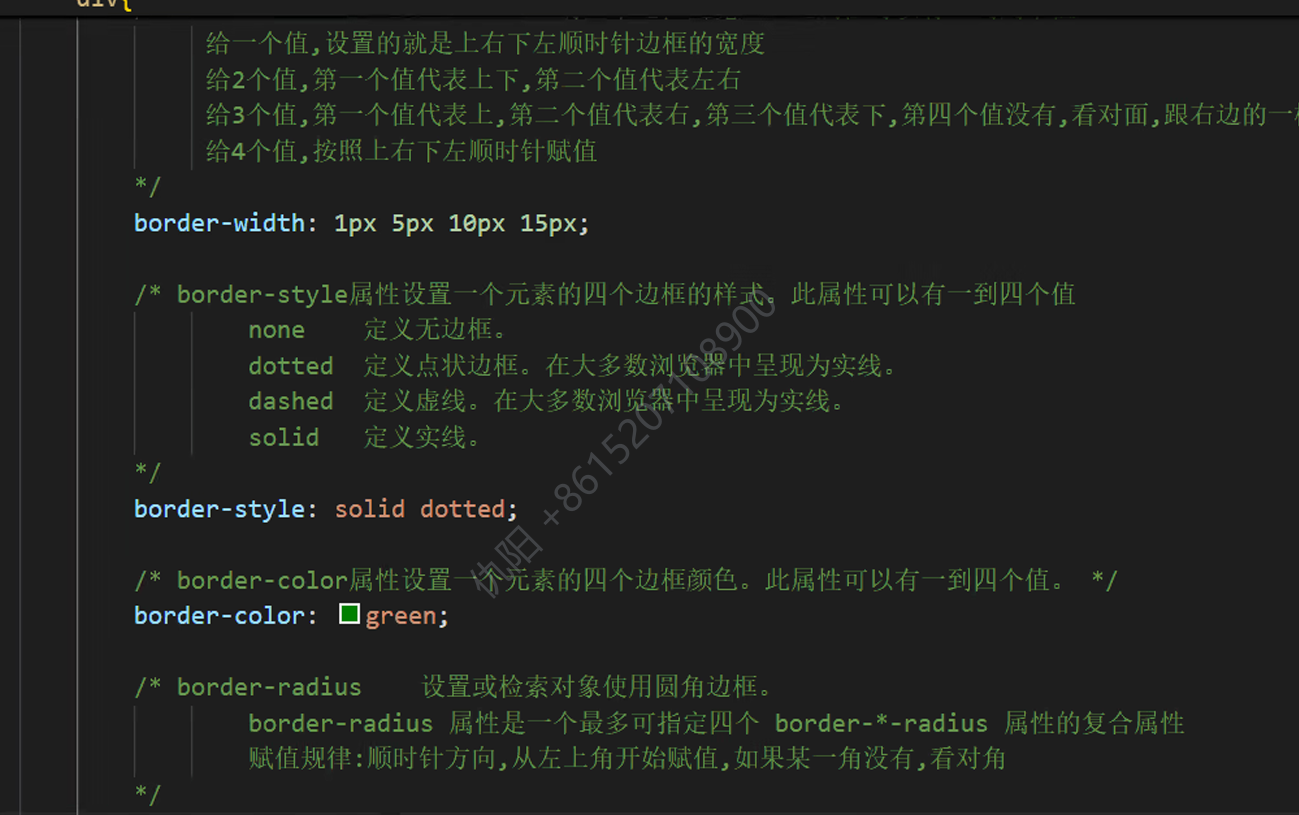 div{
给一个值,设置的就是上右下左顺时针边框的宽度
给2个值,第一个值代表上下,第二个值代表左右
给3个值,第一个值代表上,第二个值代表右,第三个值代表下,第四个值没有,看对面,跟右边的一
给4个值,按照上右下左顺时针赋值
*/
border-width: 1px 5px 10px 15px;
/* border-style属性设置一个元素的四个边框的样式。此属性可以有一到四个值
none 定义无边框。
dotted 定义点状边框。在大多数浏览器中呈现为实线。
dashed 定义虚线。在大多数浏览器中呈现为实线。
solid 定义实线。
*/
border-style: solid dotted;
/* border-color属性设置一个元素的四个边框颜色。此属性可以有一到四个值。 */
border-color: green;
/* border-radius 设置或检索对象使用圆角边框。
border-radius 属性是一个最多可指定四个 border-*-radius 属性的复合属性
赋值规律:顺时针方向,从左上角开始赋值,如果某一角没有,看对角
*/
仇阳 +8615207108900